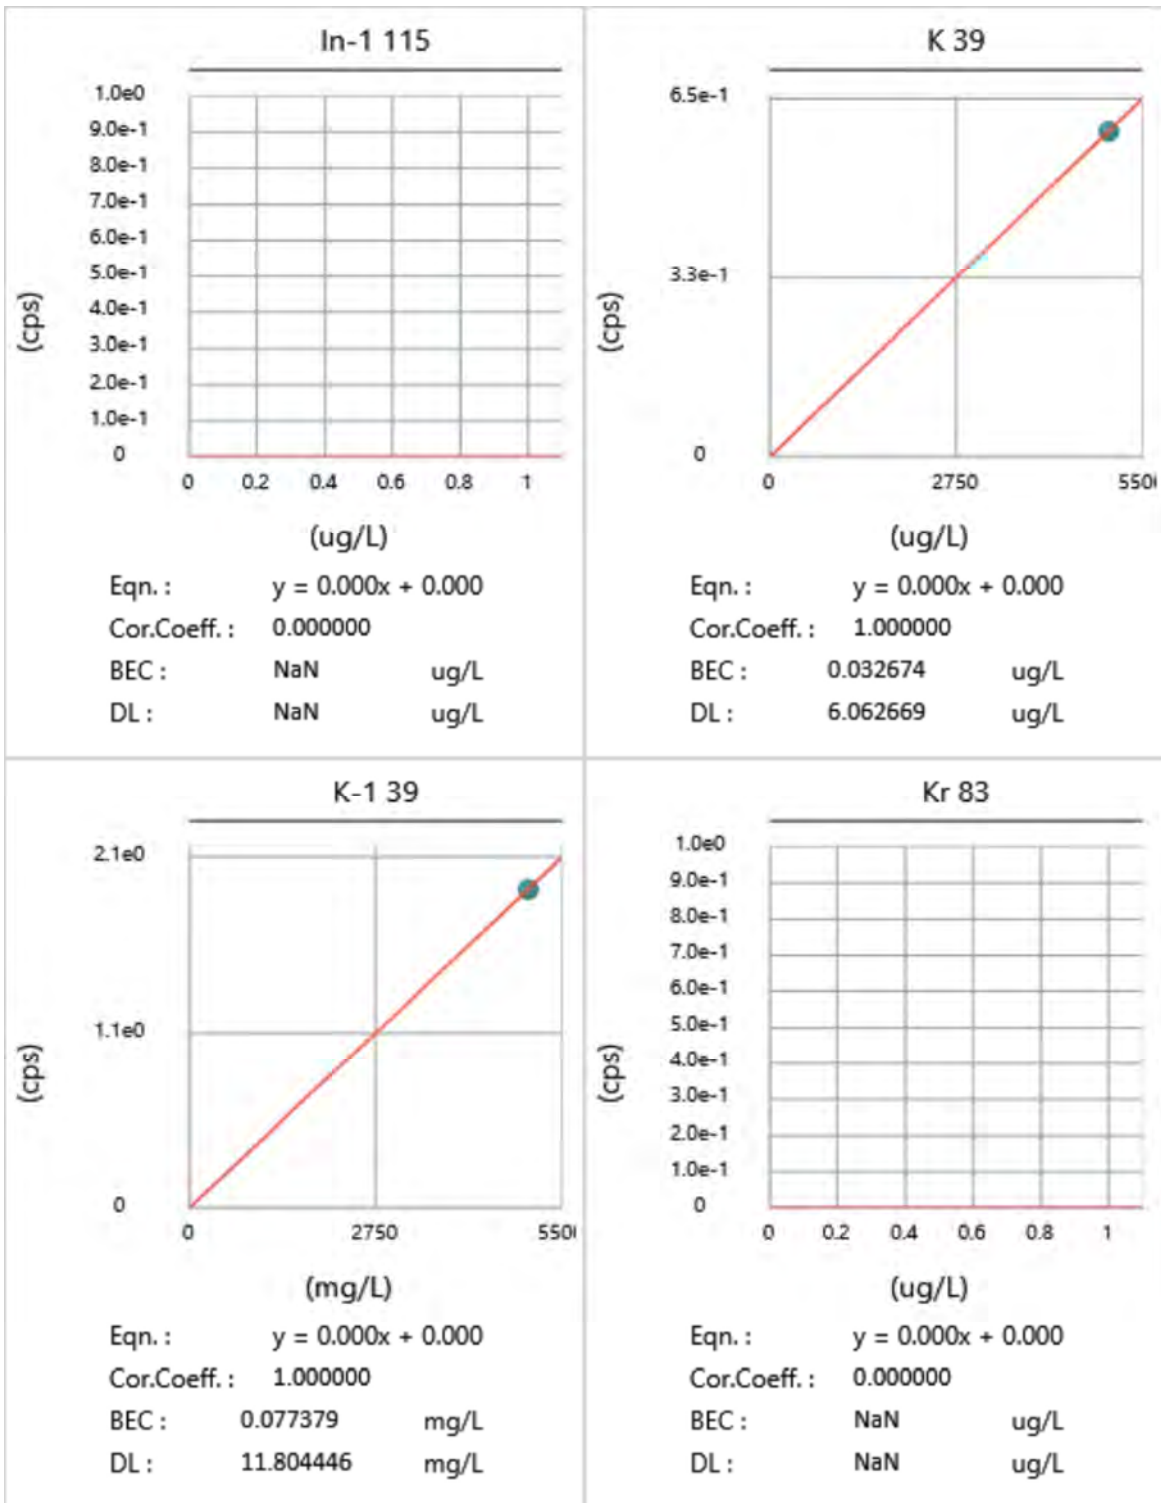 In-1 115
1.0e0
9.0e-1
8.0e-1
7.0e-1
6.0e-1
5.0e-1
4.0e-1
3.0e-1
2.0e-1
1.0e-1
0
(cps)
0 0.2 0.4 0.6 0.8 1
(ug/L)
Eqn. : y = 0.000x + 0.000
Cor.Coeff. : 0.000000
BEC : NaN ug/L
DL : NaN ug/L
K 39
6.5e-1
3.3e-1
0
(cps)
0 2750 550
(ug/L)
Eqn. : y = 0.000x + 0.000
Cor.Coeff. : 1.000000
BEC : 0.032674 ug/L
DL : 6.062669 ug/L
K-1 39
2.1e0
1.1e0
0
(cps)
0 2750 550
(mg/L)
Eqn. : y = 0.000x + 0.000
Cor.Coeff. : 1.000000
BEC : 0.077379 mg/L
DL : 11.804446 mg/L
Kr 83
1.0e0
9.0e-1
8.0e-1
7.0e-1
6.0e-1
5.0e-1
4.0e-1
3.0e-1
2.0e-1
1.0e-1
0
(cps)
0 0.2 0.4 0.6 0.8 1
(ug/L)
Eqn. : y = 0.000x + 0.000
Cor.Coeff. : 0.000000
BEC : NaN ug/L
DL : NaN ug/L